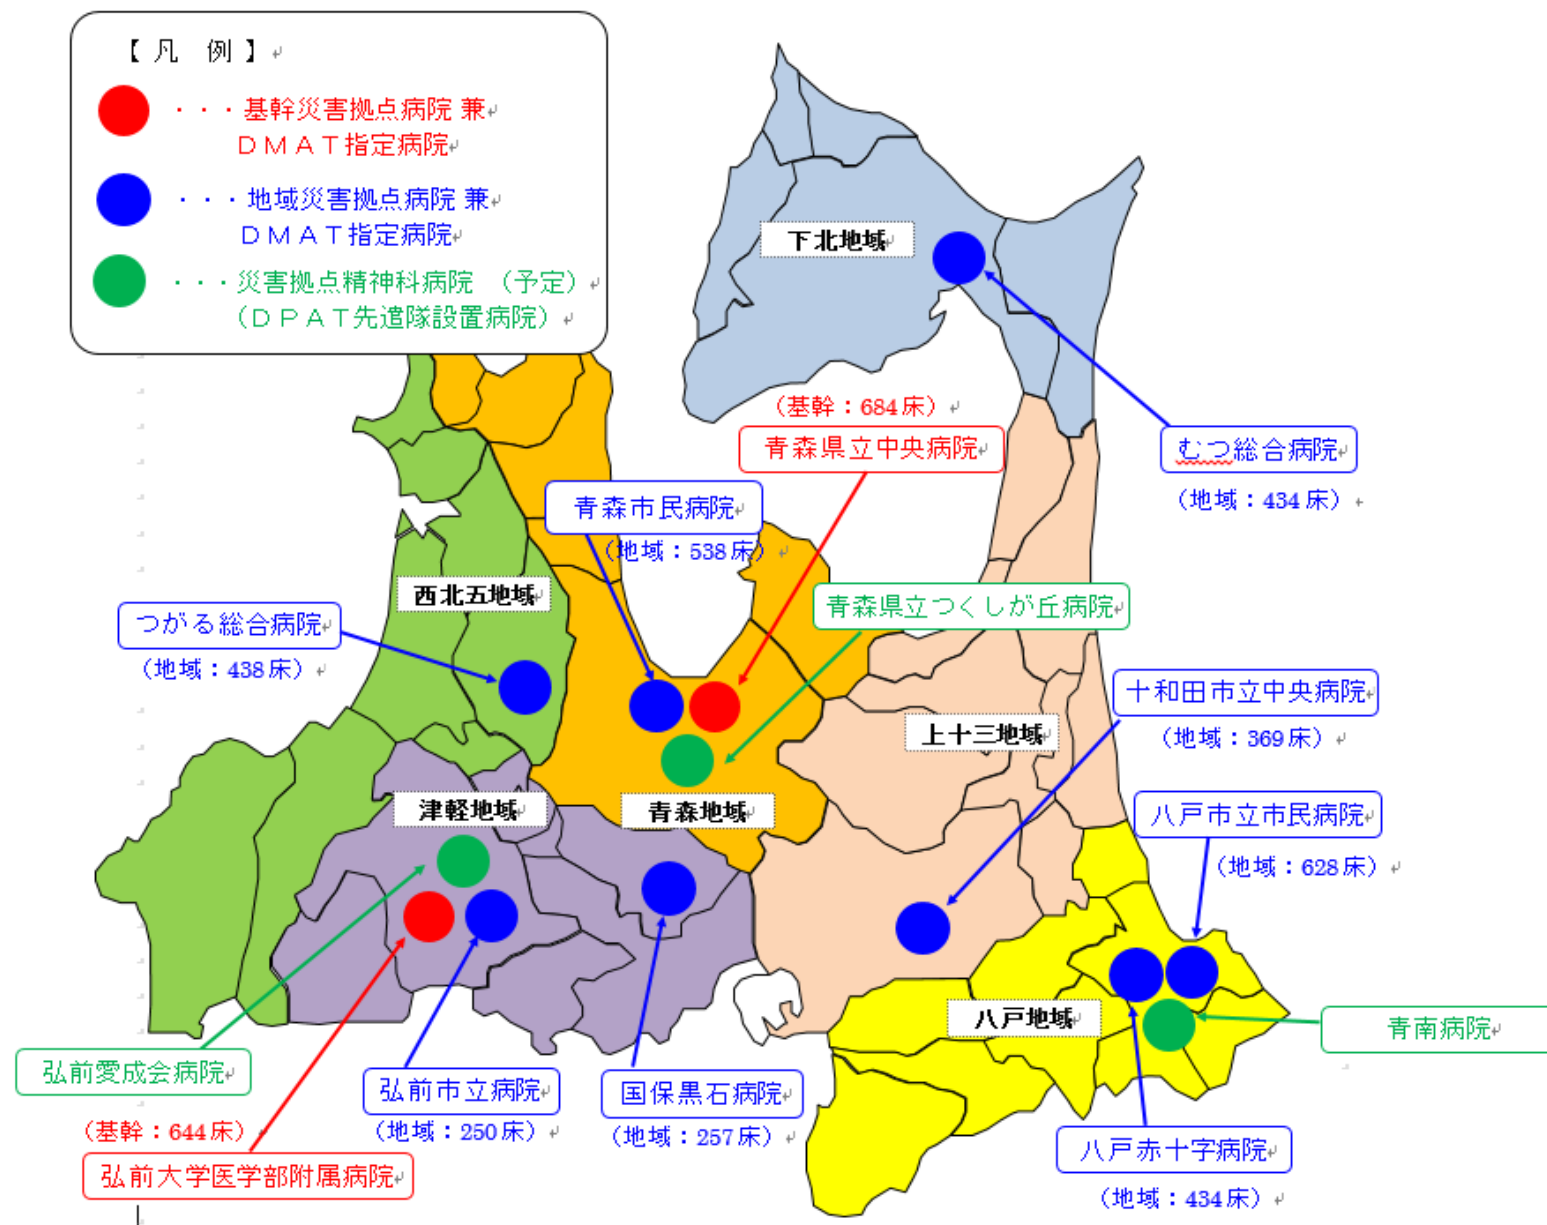 【 凡　例 】
・・・基幹災害拠点病院 兼
ＤＭＡＴ指定病院
・・・地域災害拠点病院 兼
ＤＭＡＴ指定病院
・・・災害拠点精神科病院　（予定）
（ＤＰＡＴ先遣隊設置病院）
下北地域
（基幹：684床）
青森県立中央病院
むつ総合病院
（地域：434床）
青森市民病院
（地域：538床）
西北五地域
青森県立つくしが丘病院
つがる総合病院
（地域：438床）
十和田市立中央病院
（地域：369床）
上十三地域
津軽地域
青森地域
八戸市立市民病院
（地域：628床）
八戸地域
青南病院
弘前愛成会病院
弘前市立病院
（地域：250床）
国保黒石病院
（地域：257床）
（基幹：644床）
弘前大学医学部附属病院
八戸赤十字病院
（地域：434床）